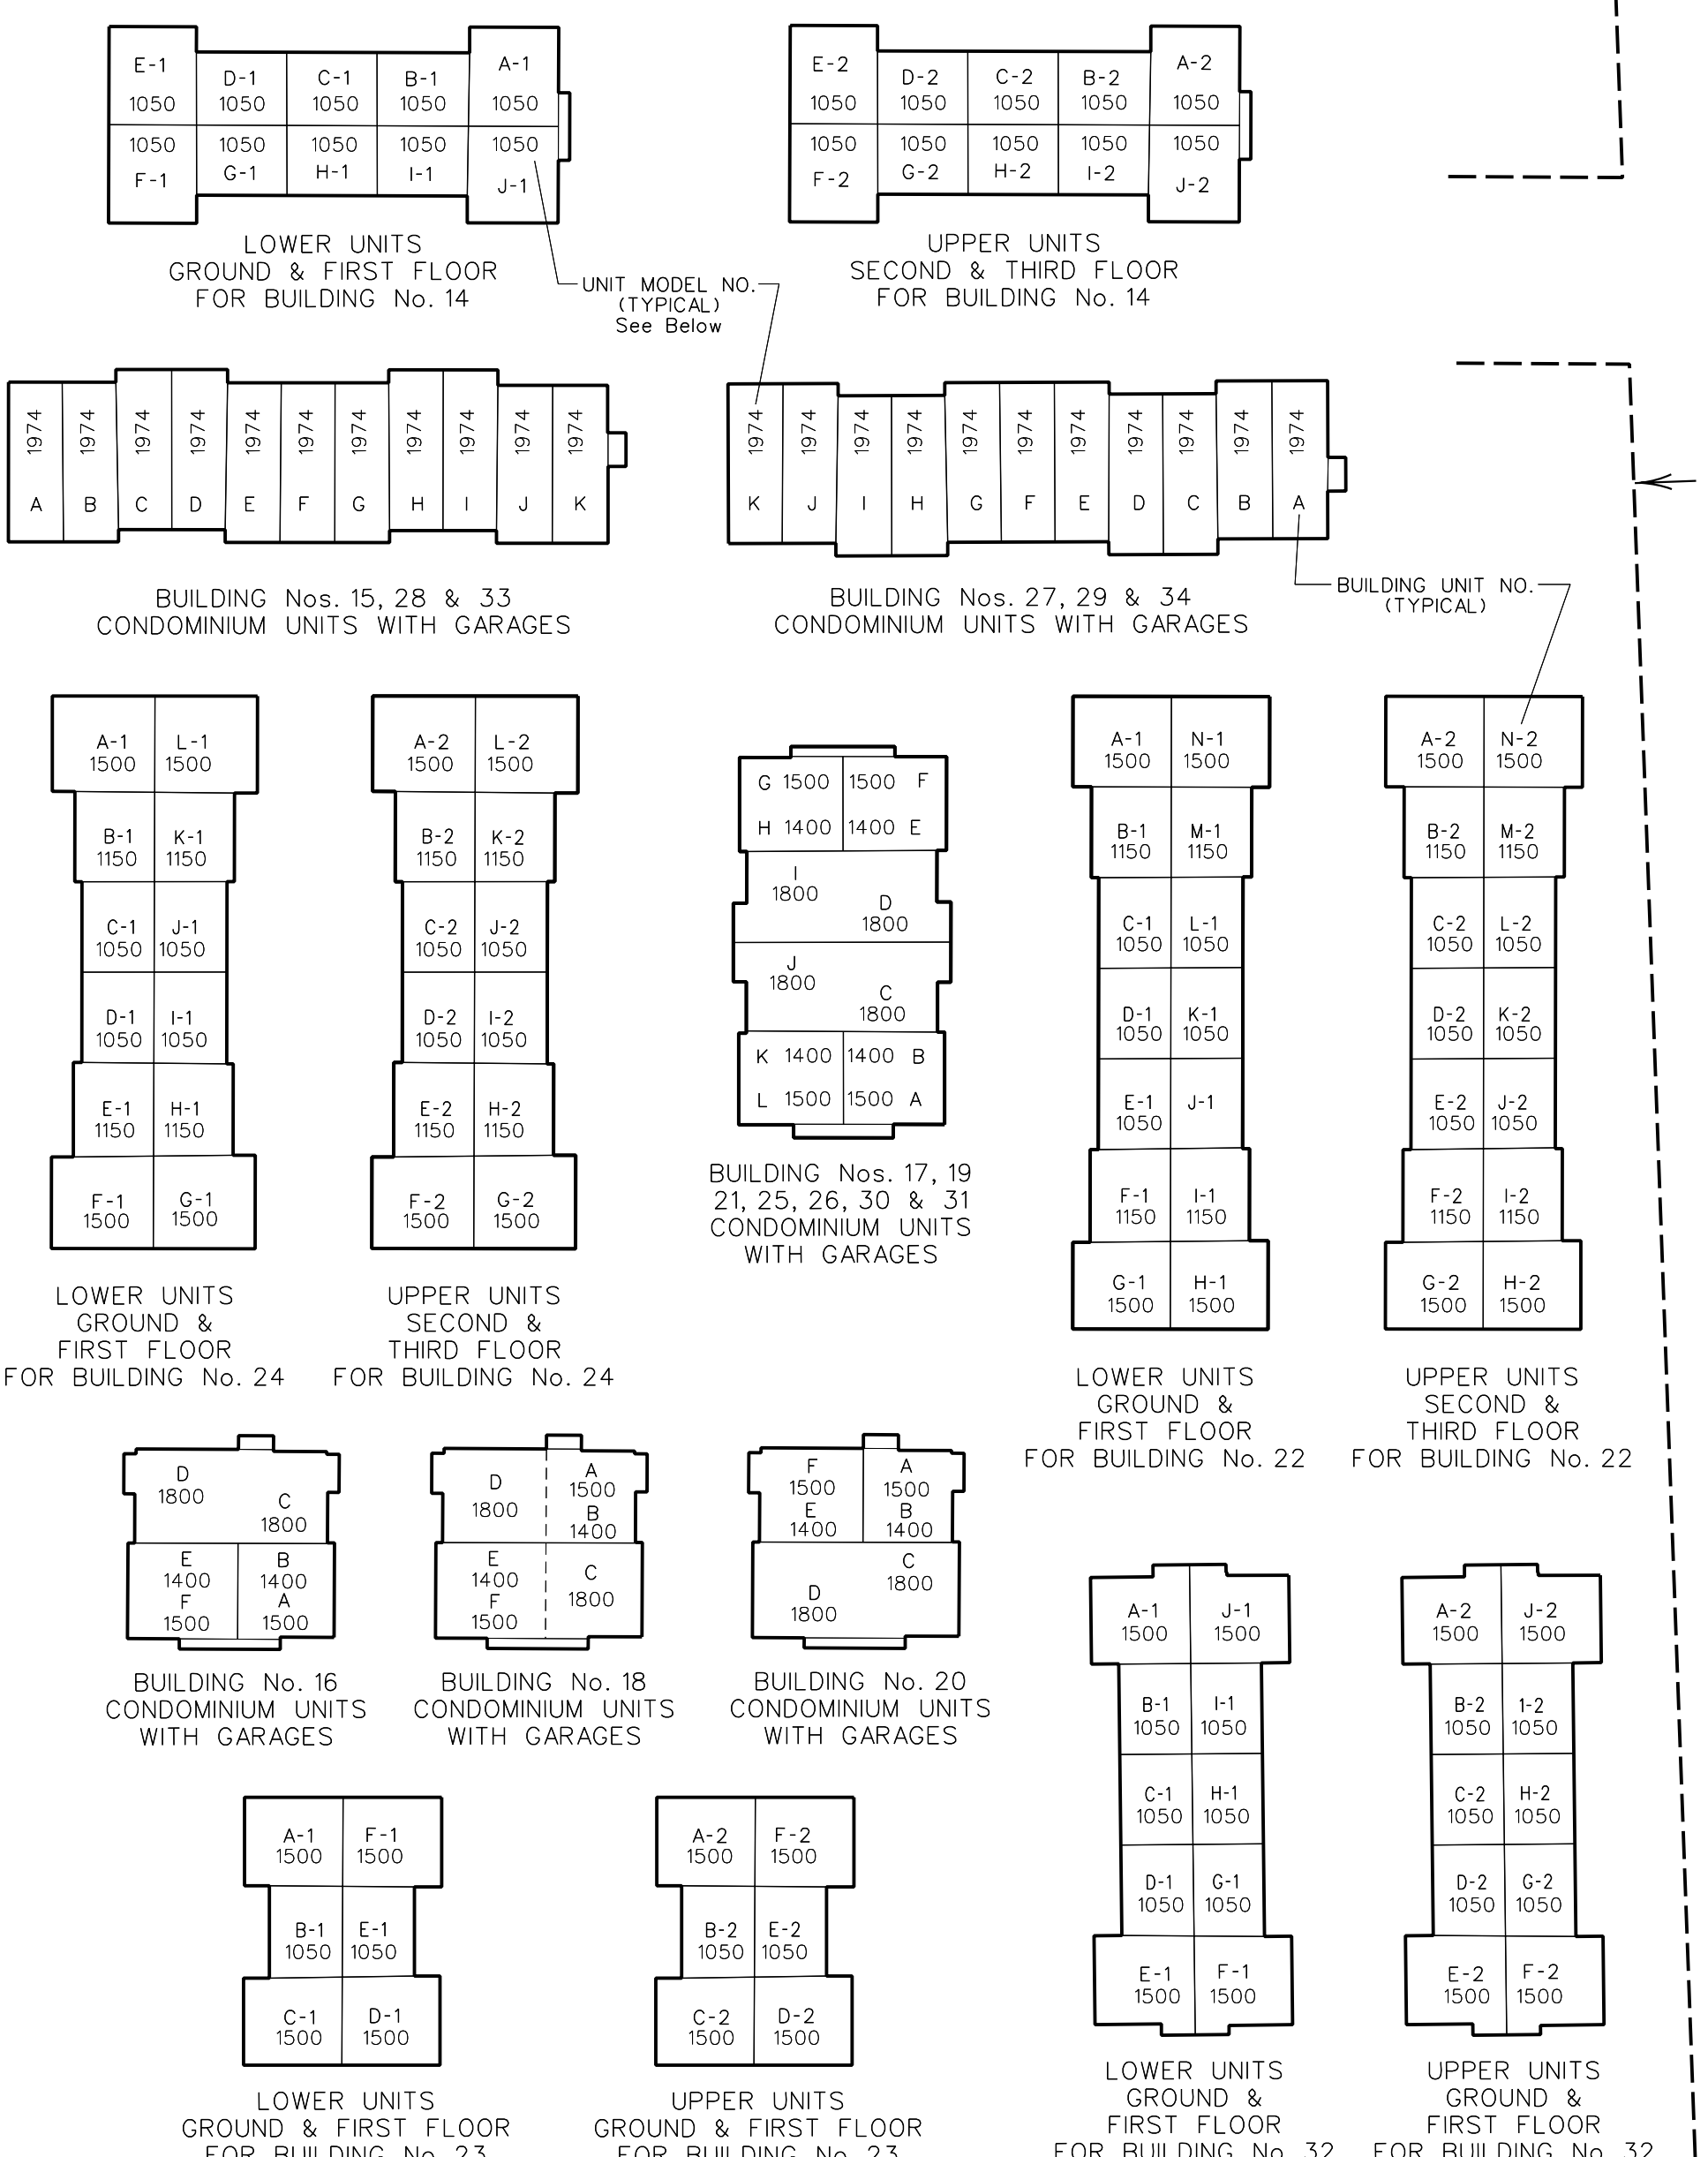 E-1
D-1
C-1
B-1
A-1
1050
1050
1050
1050
1050
1050
1050
1050
1050
1050
F-1
G-1
H-1
I-1
J-1
LOWER UNITS
GROUND & FIRST FLOOR
FOR BUILDING No. 14
E-2
D-2
C-2
B-2
A-2
1050
1050
1050
1050
1050
1050
1050
1050
1050
1050
F-2
G-2
H-2
I-2
J-2
UPPER UNITS
SECOND & THIRD FLOOR
FOR BUILDING No. 14
UNIT MODEL NO.
(TYPICAL)
See Below
1974 1974 1974 1974 1974 1974 1974 1974 1974 1974 1974
A B C D E F G H I J K
BUILDING Nos. 15, 28 & 33
CONDOMINIUM UNITS WITH GARAGES
1974 1974 1974 1974 1974 1974 1974 1974 1974 1974 1974
K J I H G F E D C B A
BUILDING Nos. 27, 29 & 34
CONDOMINIUM UNITS WITH GARAGES
BUILDING UNIT NO.
(TYPICAL)
A-1 L-1
1500 1500
B-1 K-1
1150 1150
C-1 J-1
1050 1050
D-1 I-1
1050 1050
E-1 H-1
1150 1150
F-1 G-1
1500 1500
LOWER UNITS
GROUND &
FIRST FLOOR
FOR BUILDING No. 24
A-2 L-2
1500 1500
B-2 K-2
1150 1150
C-2 J-2
1050 1050
D-2 I-2
1050 1050
E-2 H-2
1150 1150
F-2 G-2
1500 1500
UPPER UNITS
SECOND &
THIRD FLOOR
FOR BUILDING No. 24
G 1500 1500 F
H 1400 1400 E
I
1800
D
1800
J
1800
C
1800
K 1400 1400 B
L 1500 1500 A
BUILDING Nos. 17, 19
21, 25, 26, 30 & 31
CONDOMINIUM UNITS
WITH GARAGES
A-1 N-1
1500 1500
B-1 M-1
1150 1150
C-1 L-1
1050 1050
D-1 K-1
1050 1050
E-1 J-1
1050
F-1 I-1
1150 1150
G-1 H-1
1500 1500
LOWER UNITS
GROUND &
FIRST FLOOR
FOR BUILDING No. 22
A-2 N-2
1500 1500
B-2 M-2
1150 1150
C-2 L-2
1050 1050
D-2 K-2
1050 1050
E-2 J-2
1050 1050
F-2 I-2
1150 1150
G-2 H-2
1500 1500
UPPER UNITS
SECOND &
THIRD FLOOR
FOR BUILDING No. 22
D
1800
C
1800
E B
1400 1400
F A
1500 1500
BUILDING No. 16
CONDOMINIUM UNITS
WITH GARAGES
D
1800
A
1500
B
1400
E
1400
F
1500
C
1800
BUILDING No. 18
CONDOMINIUM UNITS
WITH GARAGES
F A
1500 1500
E B
1400 1400
C
1800
D
1800
BUILDING No. 20
CONDOMINIUM UNITS
WITH GARAGES
A-1 J-1
1500 1500
B-1 I-1
1050 1050
C-1 H-1
1050 1050
D-1 G-1
1050 1050
E-1 F-1
1500 1500
LOWER UNITS
GROUND &
FIRST FLOOR
FOR BUILDING No. 32
A-2 J-2
1500 1500
B-2 I-2
1050 1050
C-2 H-2
1050 1050
D-2 G-2
1050 1050
E-2 F-2
1500 1500
UPPER UNITS
GROUND &
FIRST FLOOR
FOR BUILDING No. 32
A-1 F-1
1500 1500
B-1 E-1
1050 1050
C-1 D-1
1500 1500
LOWER UNITS
GROUND & FIRST FLOOR
FOR BUILDING No. 23
A-2 F-2
1500 1500
B-2 E-2
1050 1050
C-2 D-2
1500 1500
UPPER UNITS
GROUND & FIRST FLOOR
FOR BUILDING No. 23